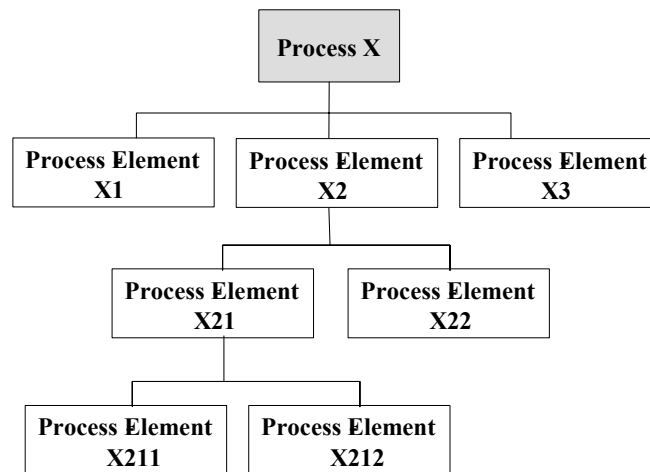 Process X
Process Element
X1
Process Element
X2
Process Element
X3
Process Element
X21
Process Element
X22
Process Element
X211
Process Element
X212